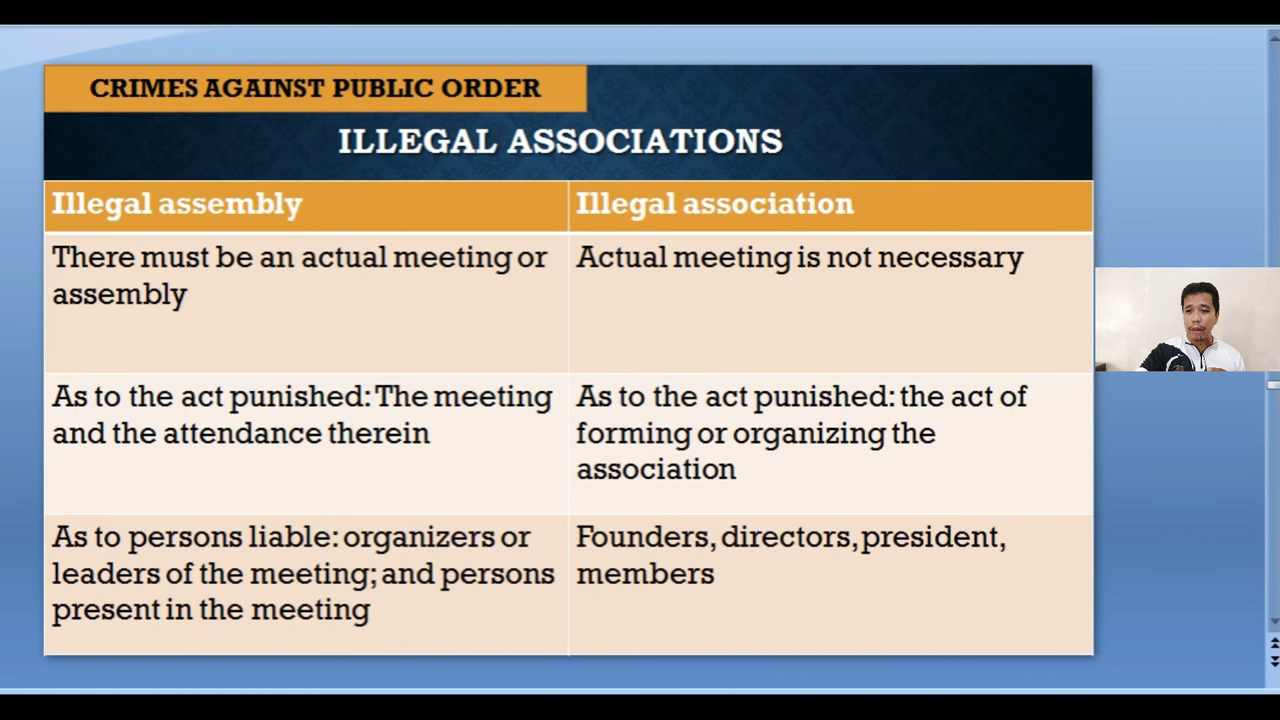 CRIMES AGAINST PUBLIC ORDER
ILLEGAL ASSOCIATIONS
Illegal assembly
Illegal association
There must be an actual meeting or
assembly
Actual meeting is not necessary
As to the act punished: The meeting
and the attendance therein
As to the act punished: the act of
forming or organizing the
association
As to persons liable: organizers or
leaders of the meeting; and persons
present in the meeting
Founders, directors, president,
members